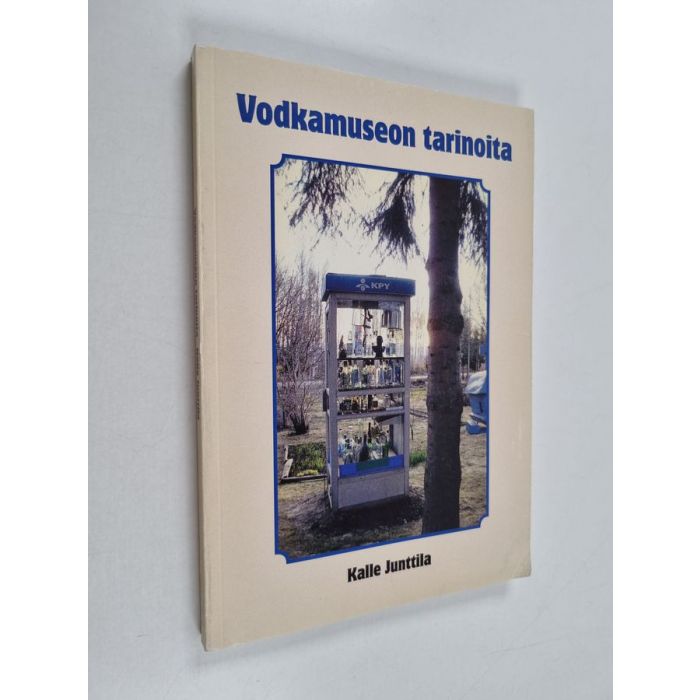 Vodkamuseon tarinoita
KPY
Kalle Junttila